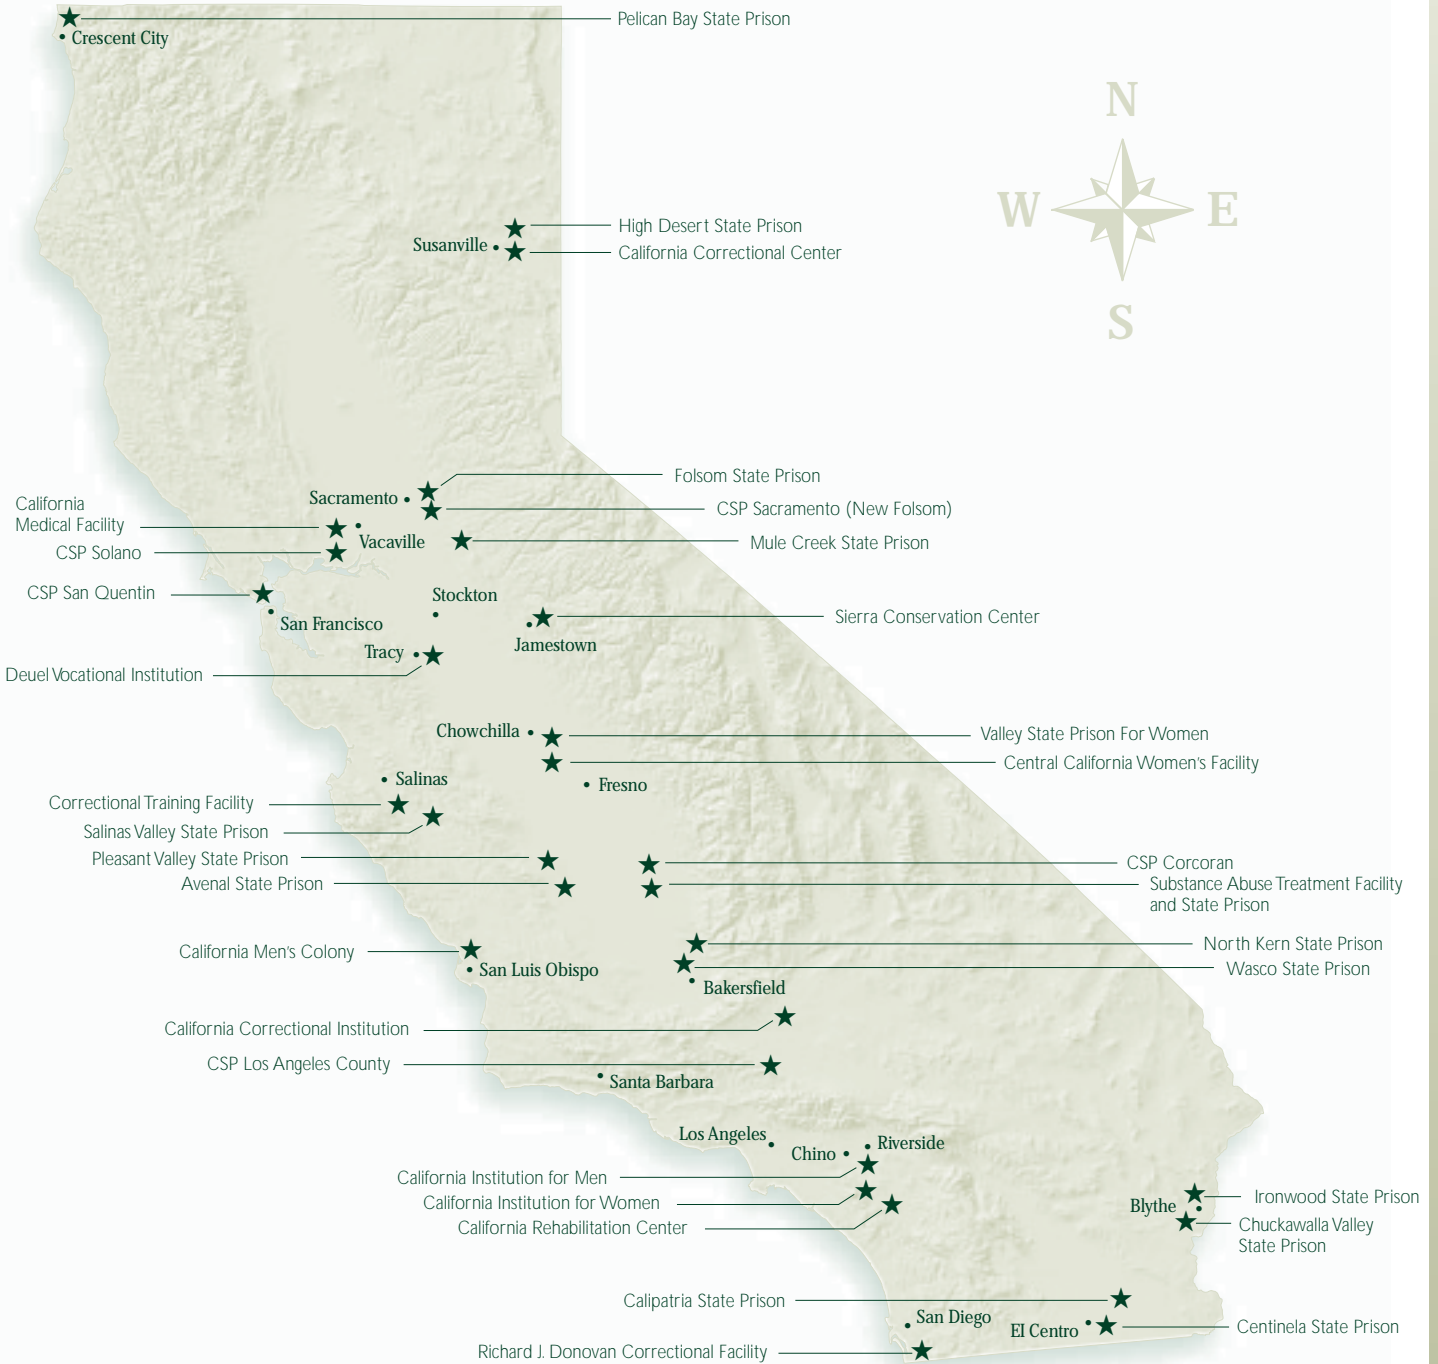 Pelican Bay State Prison
Crescent City
N
W
E
S
High Desert State Prison
Susanville
California Correctional Center
Folsom State Prison
Sacramento
CSP Sacramento (New Folsom)
California
Medical Facility
Vacaville
Mule Creek State Prison
CSP Solano
CSP San Quentin
Stockton
San Francisco
Sierra Conservation Center
Jamestown
Tracy
Deuel Vocational Institution
Chowchilla
Valley State Prison For Women
Central California Women's Facility
Salinas
Fresno
Correctional Training Facility
Salinas Valley State Prison
Pleasant Valley State Prison
CSP Corcoran
Avenal State Prison
Substance Abuse Treatment Facility
and State Prison
North Kern State Prison
California Men's Colony
San Luis Obispo
Wasco State Prison
Bakersfield
California Correctional Institution
CSP Los Angeles County
Santa Barbara
Los Angeles
Chino
Riverside
California Institution for Men
California Institution for Women
California Rehabilitation Center
Ironwood State Prison
Blythe
Chuckawalla Valley
State Prison
Calipatria State Prison
San Diego
El Centro
Centinela State Prison
Richard J. Donovan Correctional Facility